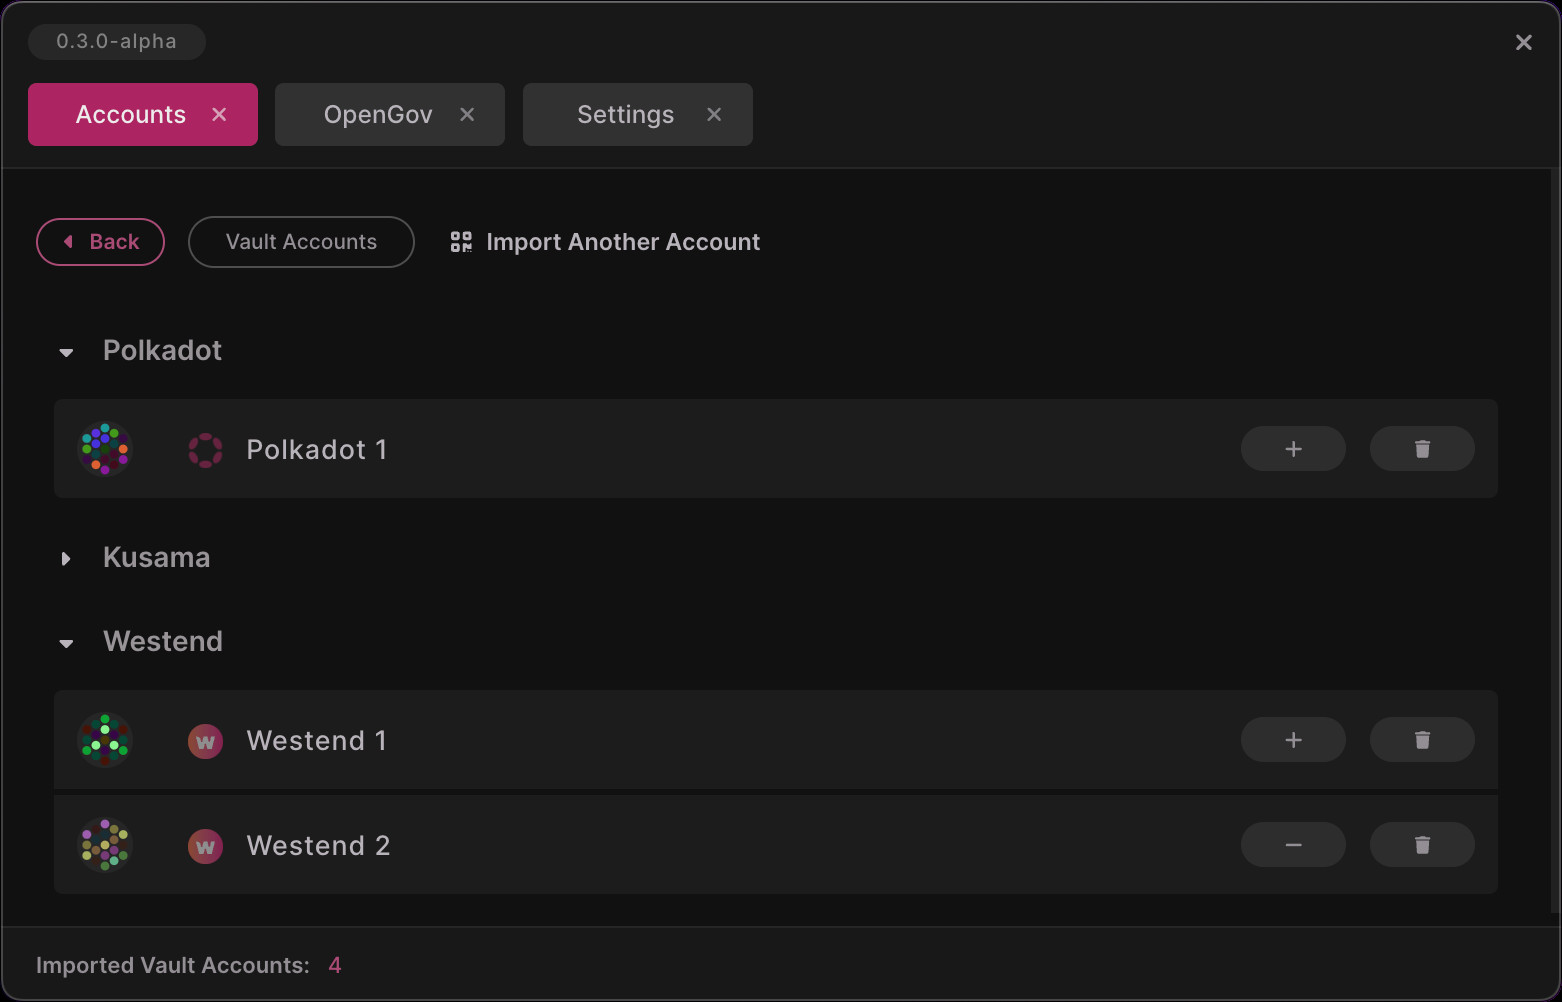 0.3.0-alpha
Accounts OpenGov Settings
Back Vault Accounts Import Another Account
Polkadot
Polkadot 1
Kusama
Westend
W Westend 1
W Westend 2
Imported Vault Accounts: 4